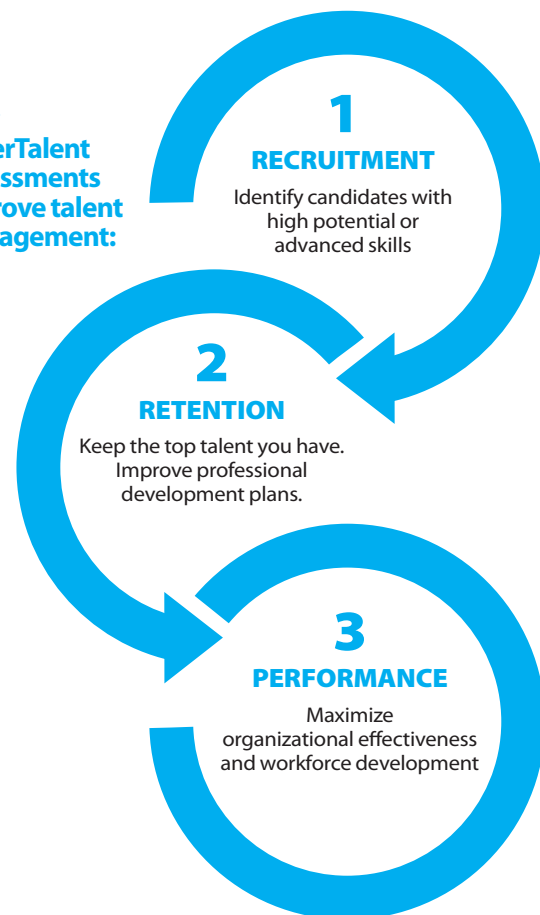 erTalent
essments
rove talent
agement:
1
RECRUITMENT
Identify candidates with
high potential or
advanced skills
2
RETENTION
Keep the top talent you have.
Improve professional
development plans.
3
PERFORMANCE
Maximize
organizational effectiveness
and workforce development